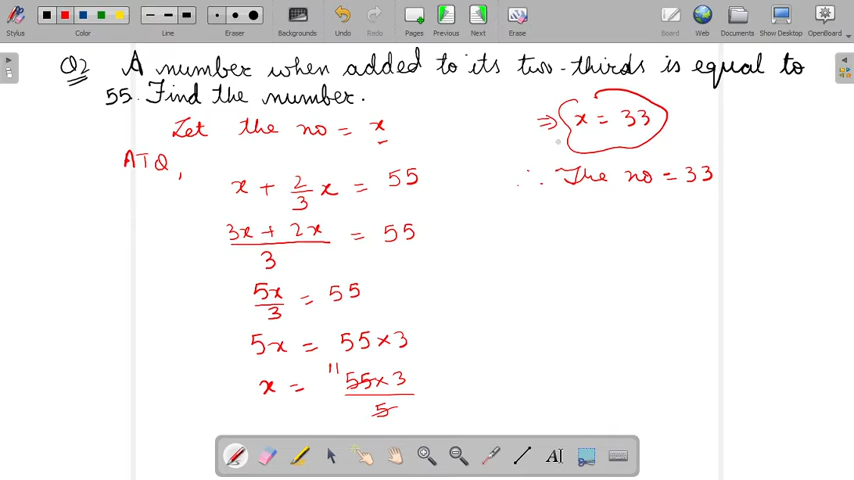 Stylus
Color
Line
Eraser
Backgrounds
Undo
Redo
Pages
Previous
Next
Erase
Board
Web
Documents
Show Desktop
OpenBoard
Q2 A number when added to its two-thirds is equal to
55. Find the number.
Let the no = x
ATQ,
x + 2/3 x = 55
3x + 2x / 3 = 55
5x/3 = 55
5x = 55 × 3
x = 11 55 × 3 / 5
⇒ x = 33
∴ The no = 33
AI